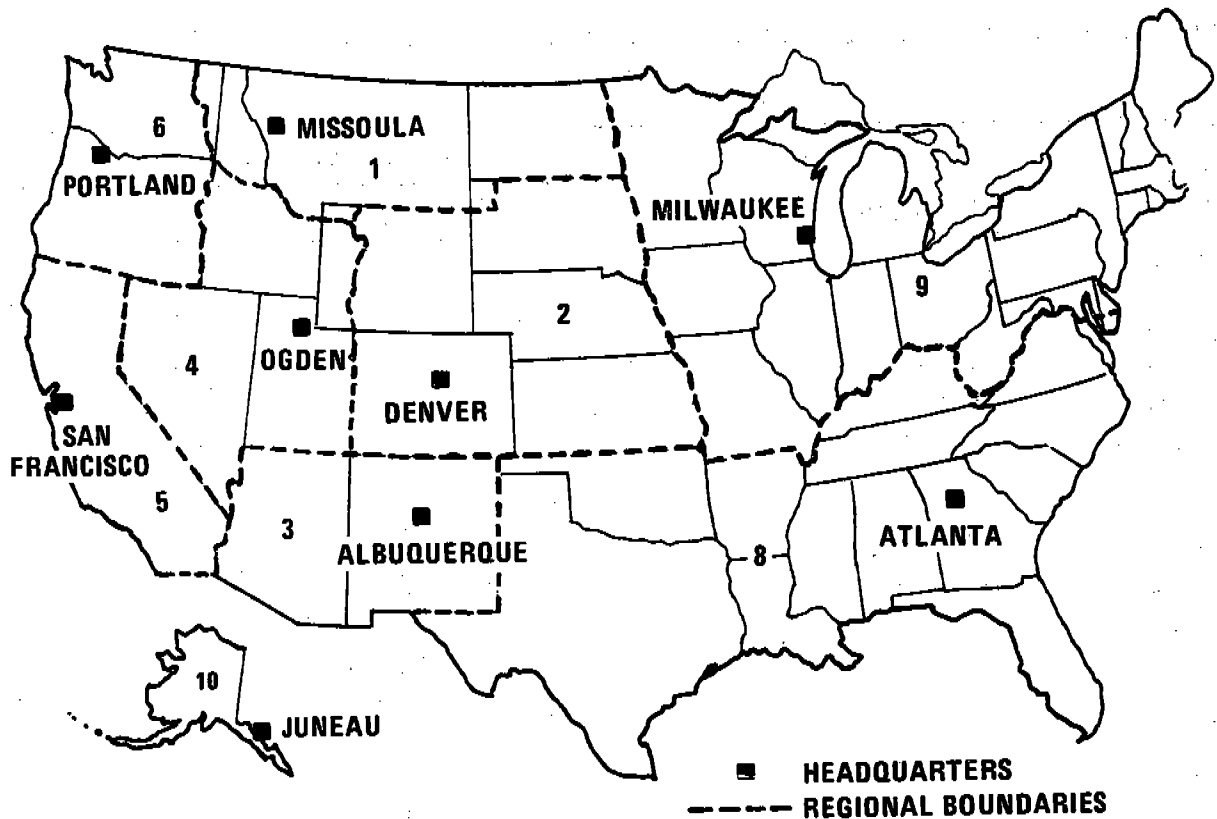 6
MISSOULA
PORTLAND
1
MILWAUKEE
9
2
OGDEN
4
DENVER
SAN
FRANCISCO
5
3
ALBUQUERQUE
ATLANTA
8
10
JUNEAU
HEADQUARTERS
REGIONAL BOUNDARIES